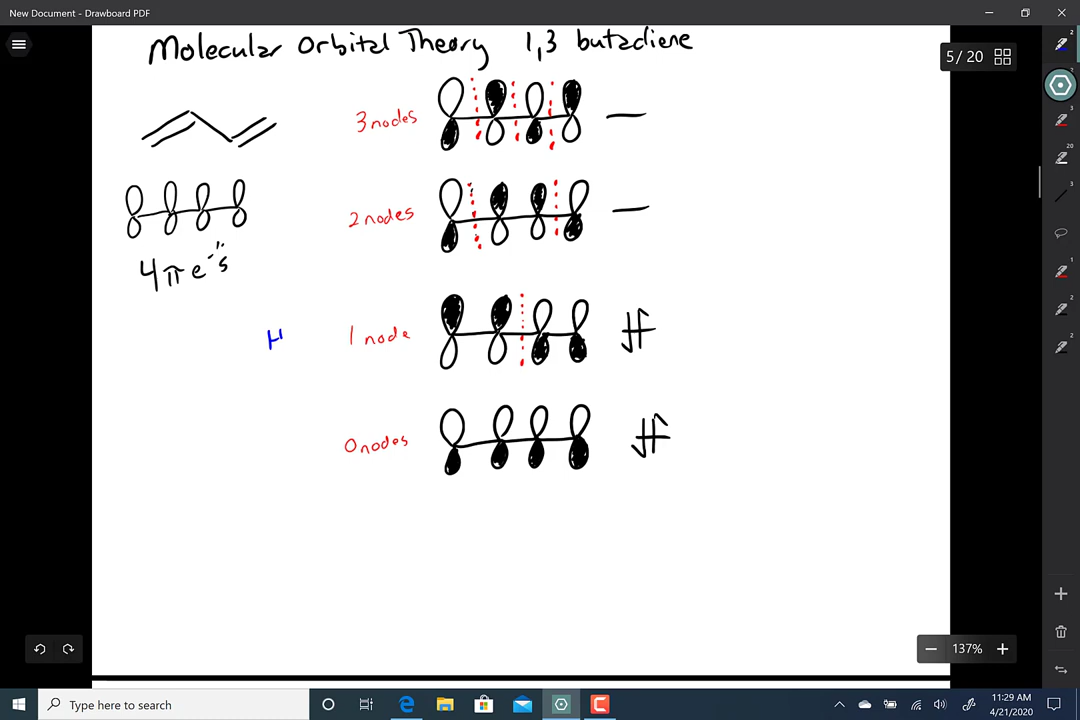 New Document - Drawboard PDF
Molecular Orbital Theory 1,3 butadiene
5 / 20
3 nodes
2 nodes
4 π e⁻'s
H
1 node
0 nodes
137%
Type here to search
11:29 AM
4/21/2020